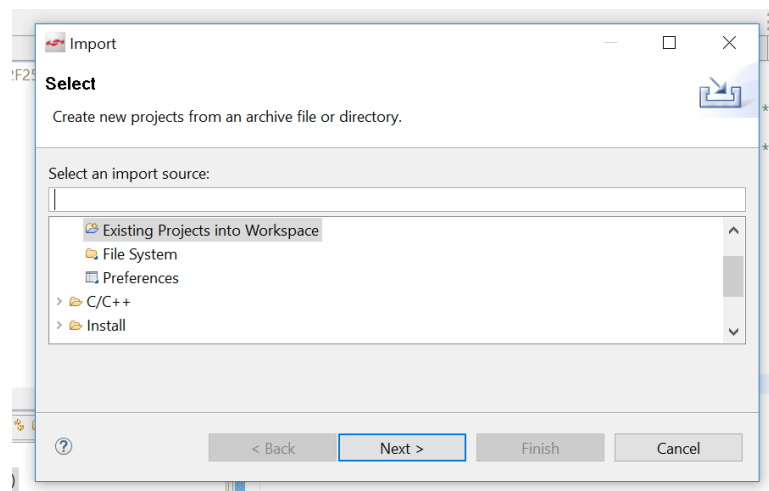 Import
:F25
Select
Create new projects from an archive file or directory.
*
*
Select an import source:
Existing Projects into Workspace
File System
Preferences
> C/C++
> Install
< Back
Next >
Finish
Cancel
)